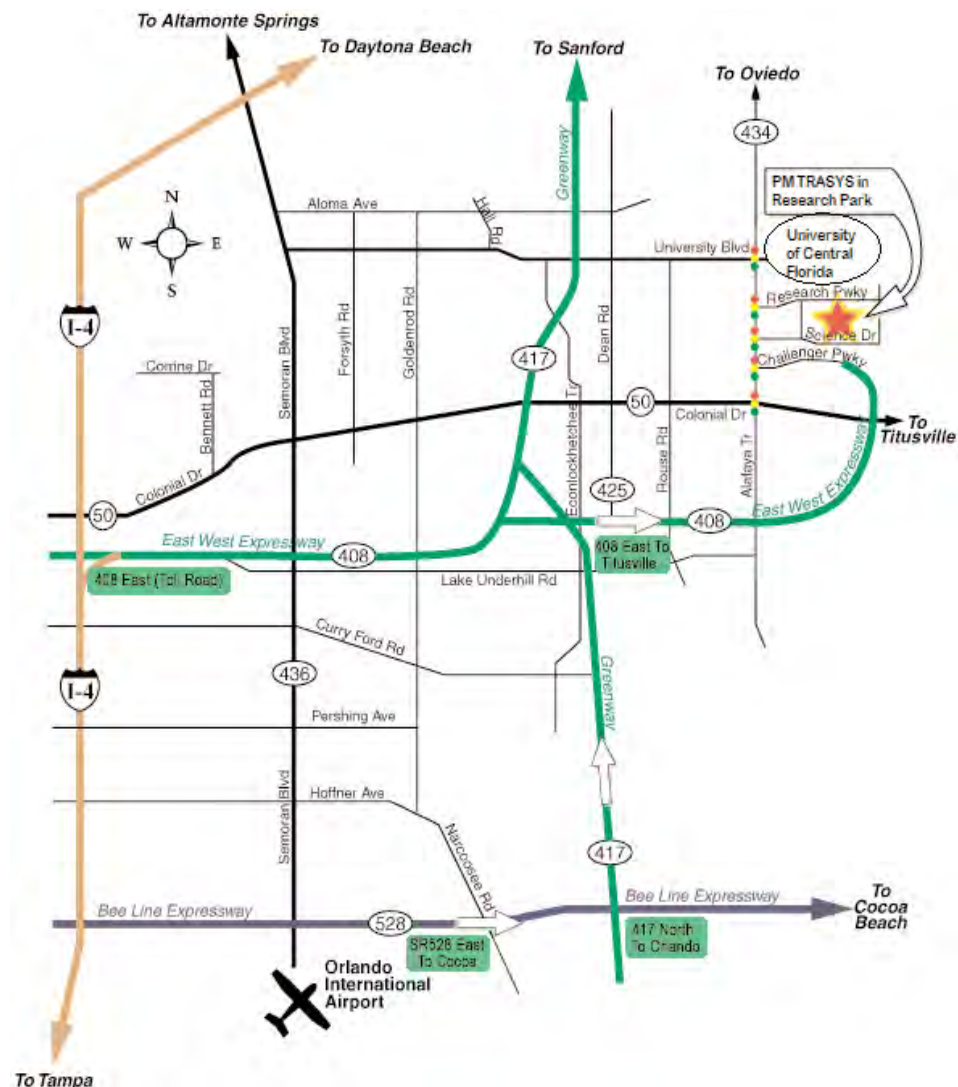 To Altamonte Springs
To Daytona Beach
To Sanford
To Oviedo
434
PM TRASYS in
Research Park
N
W E
S
Aloma Ave
Hall Rd
Greenway
University Blvd
University
of Central
Florida
I-4
Research Pwky
Science Dr
Challenger Pwky
Semoran Blvd
Forsyth Rd
Goldenrod Rd
Dean Rd
417
Corrine Dr
Bennett Rd
50
Colonial Dr
To
Titusville
Colonial Dr
50
Econlockhetchee Tr
425
Rouse Rd
Alafaya Tr
East West Expressway
East West Expressway
408
408
408 East (Toll Road)
408 East To
Titusville
Lake Underhill Rd
Curry Ford Rd
436
I-4
Greenway
Pershing Ave
Hoffner Ave
Semoran Blvd
Narcoosee Rd
417
Bee Line Expressway
528
Bee Line Expressway
To
Cocoa
Beach
SR528 East
To Cocoa
417 North
To Orlando
Orlando
International
Airport
To Tampa